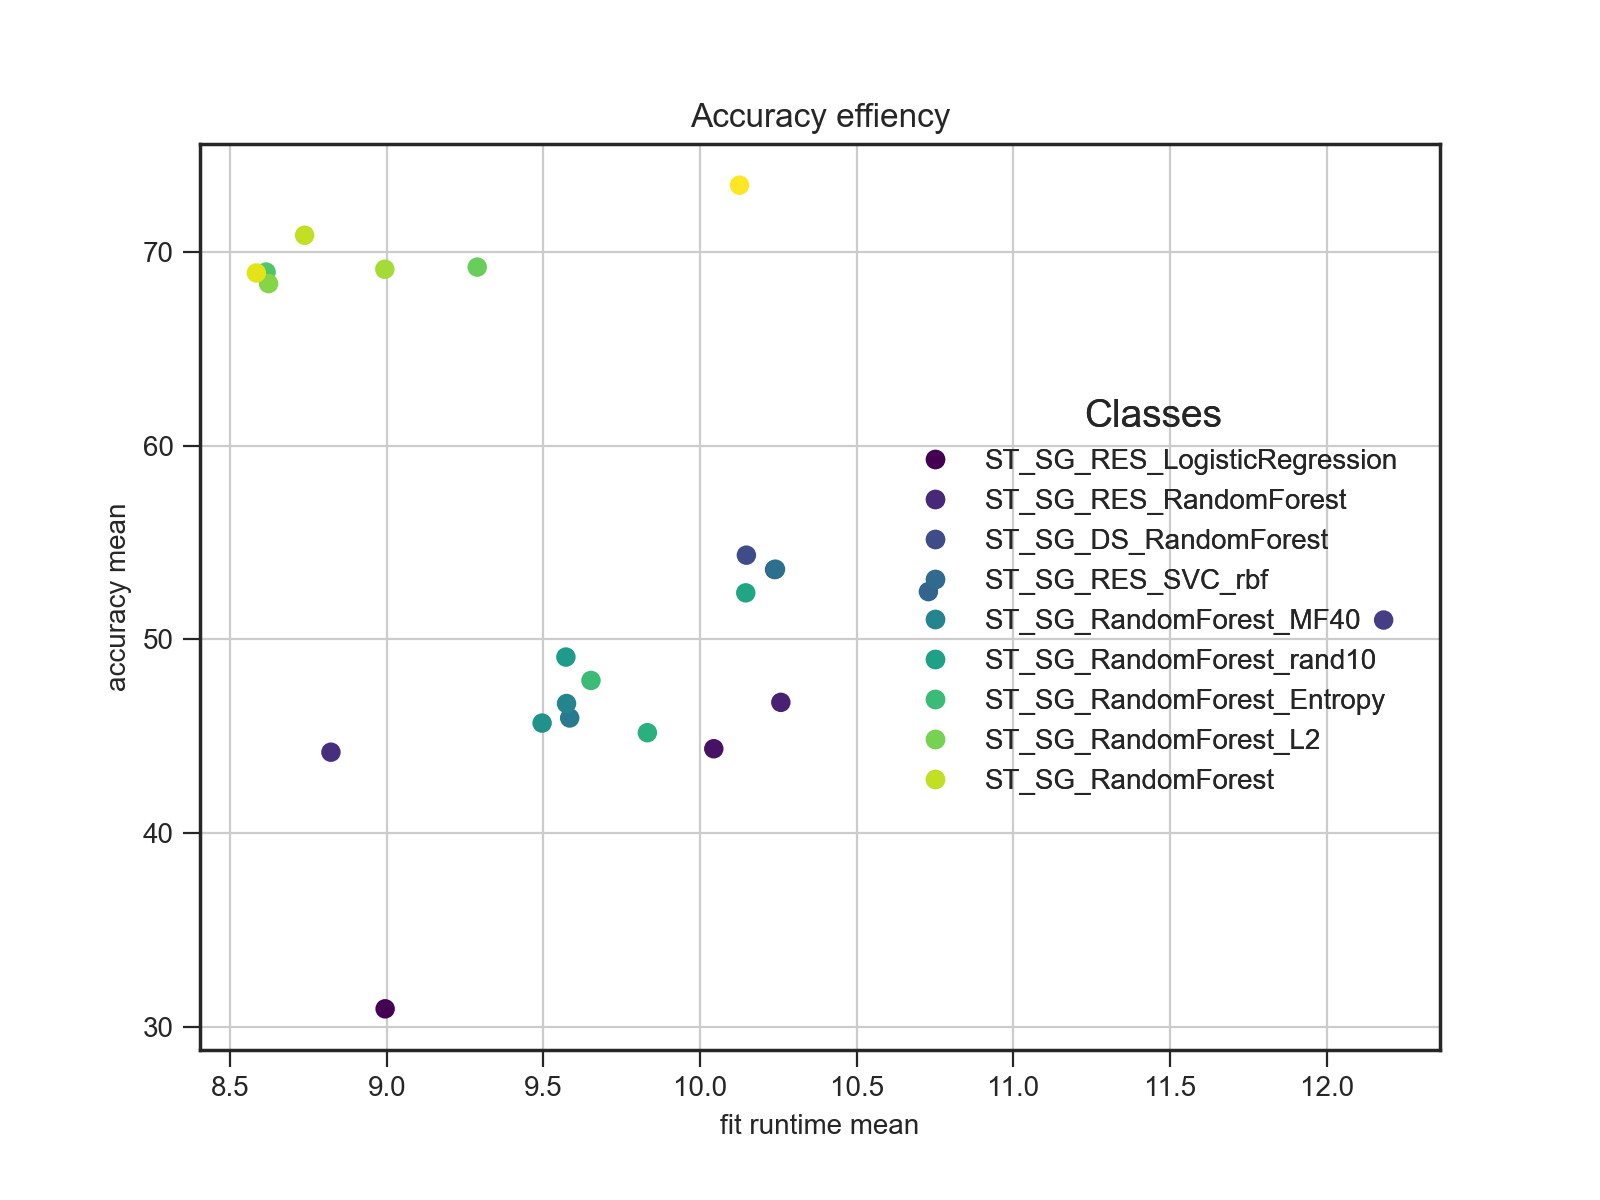 Accuracy effiency
accuracy mean
70
60
50
40
30
Classes
ST_SG_RES_LogisticRegression
ST_SG_RES_RandomForest
ST_SG_DS_RandomForest
ST_SG_RES_SVC_rbf
ST_SG_RandomForest_MF40
ST_SG_RandomForest_rand10
ST_SG_RandomForest_Entropy
ST_SG_RandomForest_L2
ST_SG_RandomForest
8.5 9.0 9.5 10.0 10.5 11.0 11.5 12.0
fit runtime mean